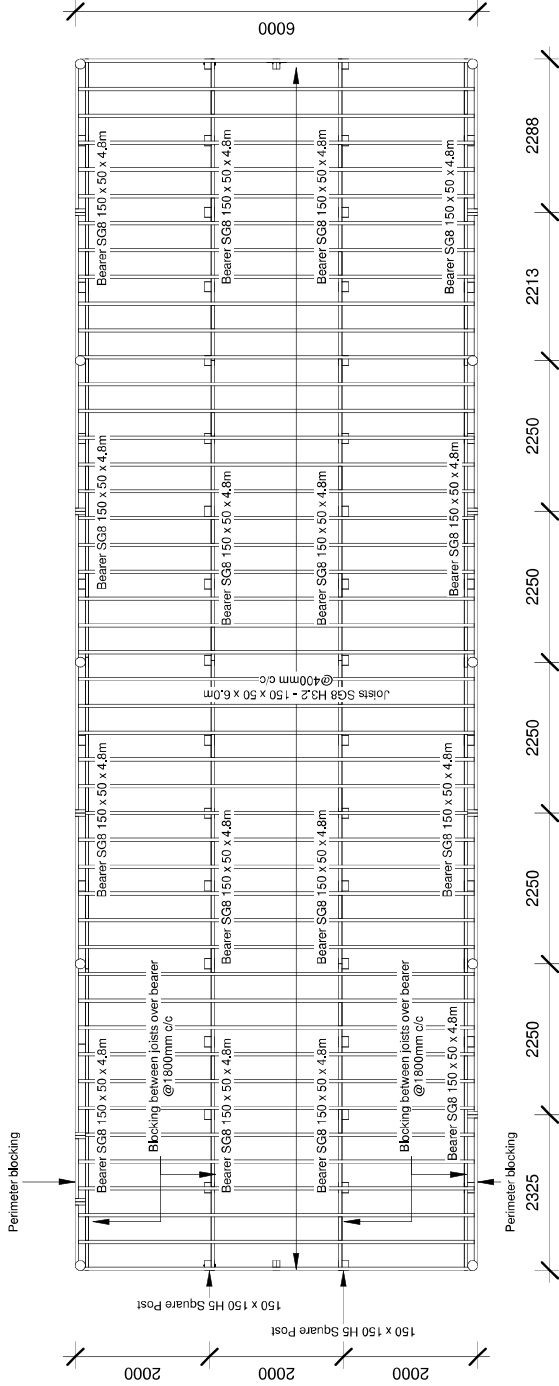 6000
2288
Bearer SG8 150 x 50 x 4.8m
Bearer SG8 150 x 50 x 4.8m
Bearer SG8 150 x 50 x 4.8m
Bearer SG8 150 x 50 x 4.8m
2213
2250
Bearer SG8 150 x 50 x 4.8m
Bearer SG8 150 x 50 x 4.8m
Bearer SG8 150 x 50 x 4.8m
Bearer SG8 150 x 50 x 4.8m
2250
Joists SG8 H3.2 - 150 x 50 x 6.0m
@400mm c/c
2250
Bearer SG8 150 x 50 x 4.8m
Bearer SG8 150 x 50 x 4.8m
Bearer SG8 150 x 50 x 4.8m
Bearer SG8 150 x 50 x 4.8m
2250
Blocking between joists over bearer
@1800mm c/c
Blocking between joists over bearer
@1800mm c/c
2250
Bearer SG8 150 x 50 x 4.8m
Bearer SG8 150 x 50 x 4.8m
Bearer SG8 150 x 50 x 4.8m
Bearer SG8 150 x 50 x 4.8m
Perimeter blocking
Perimeter blocking
2325
150 x 150 H5 Square Post
150 x 150 H5 Square Post
2000
2000
2000